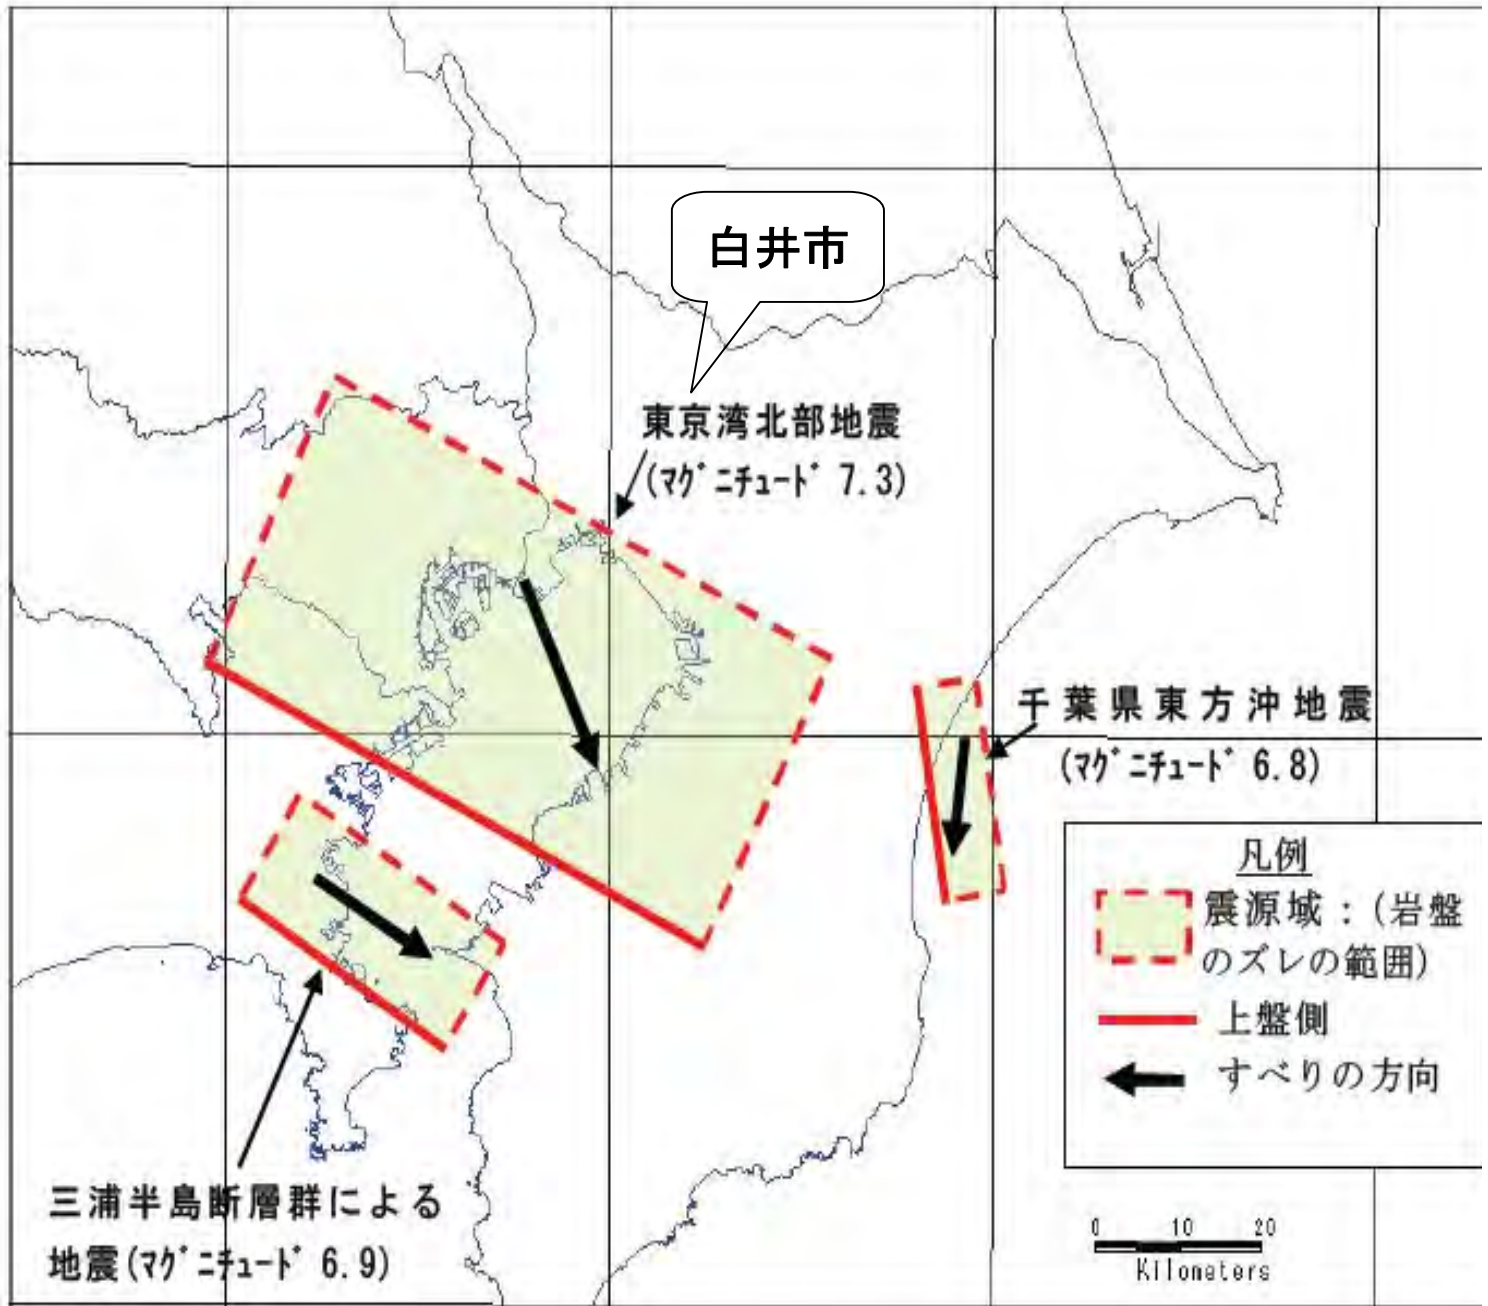 白井市
東京湾北部地震
(ﾏｸﾞﾆﾁｭｰﾄﾞ 7.3)
千葉県東方沖地震
(ﾏｸﾞﾆﾁｭｰﾄﾞ 6.8)
凡例
震源域：(岩盤
のズレの範囲)
上盤側
すべりの方向
三浦半島断層群による
地震(ﾏｸﾞﾆﾁｭｰﾄﾞ 6.9)
0 10 20
Kilometers